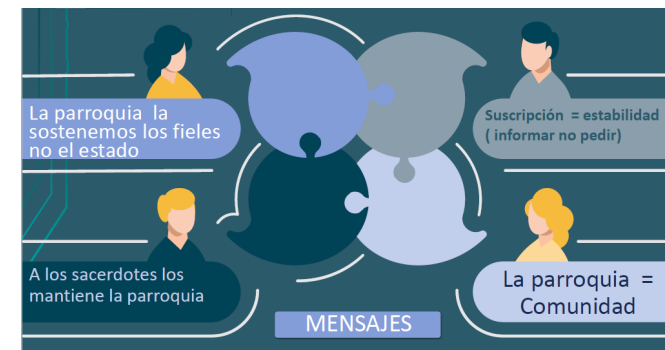 La parroquia la
sostenemos los fieles
no el estado
Suscripción = estabilidad
( informar no pedir)
A los sacerdotes los
mantiene la parroquia
La parroquia =
Comunidad
MENSAJES